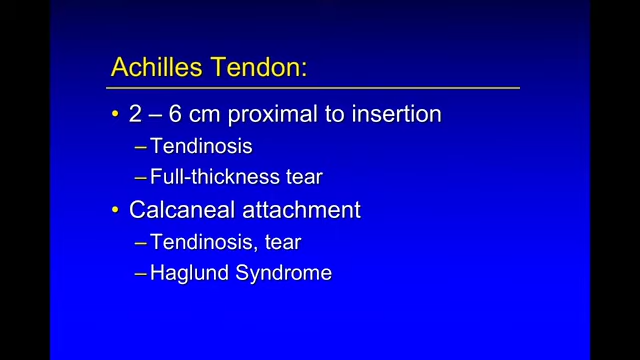 Achilles Tendon:
• 2 – 6 cm proximal to insertion
– Tendinosis
– Full-thickness tear
• Calcaneal attachment
– Tendinosis, tear
– Haglund Syndrome